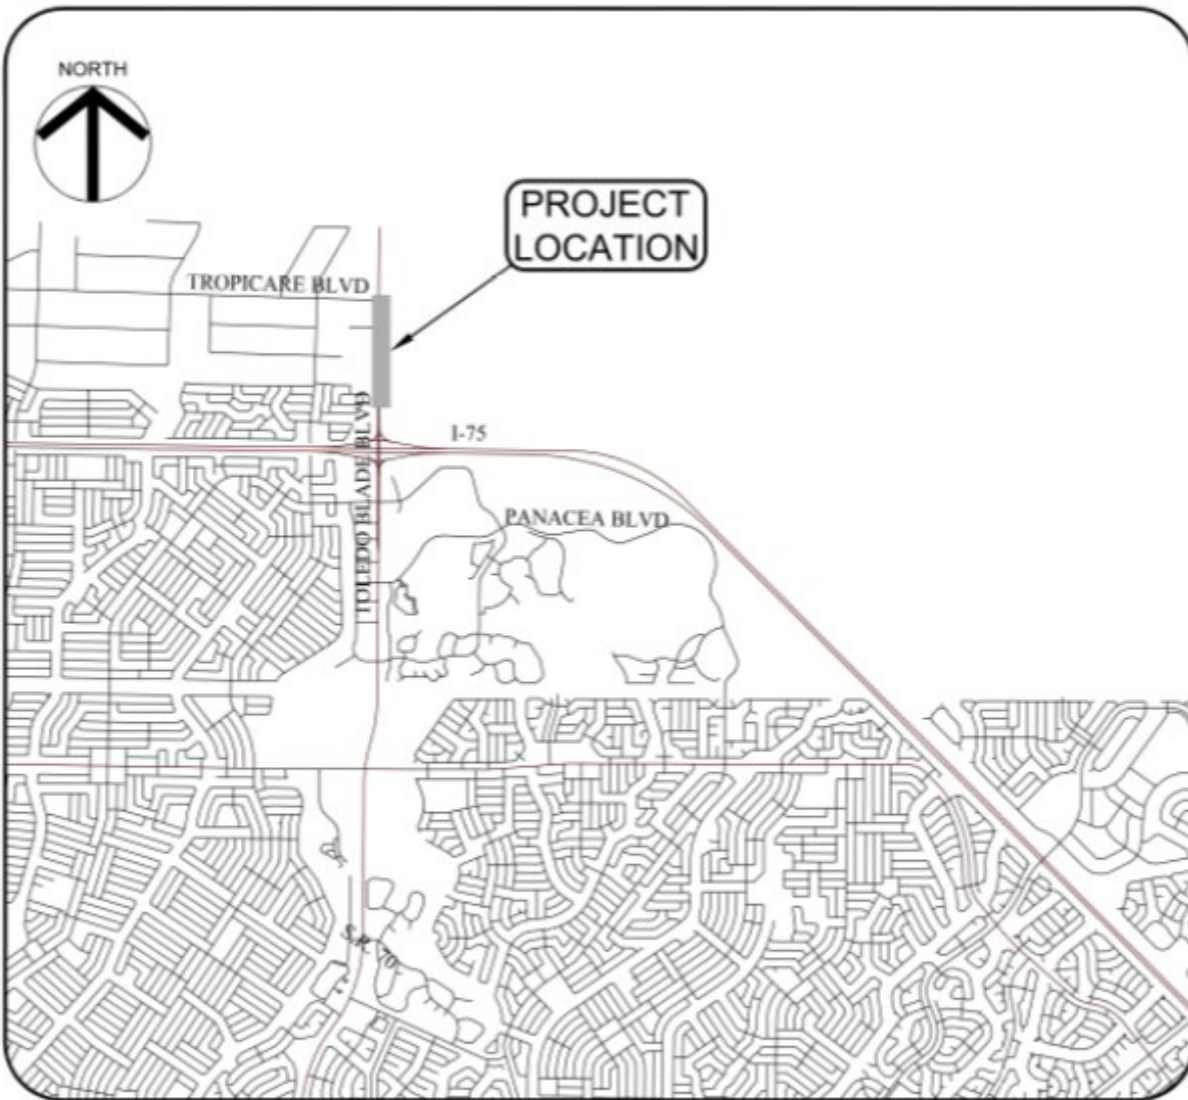 NORTH
PROJECT
LOCATION
TROPICARE BLVD
TOLEDO BLADE BLVD
I-75
PANACEA BLVD
S.R. 70